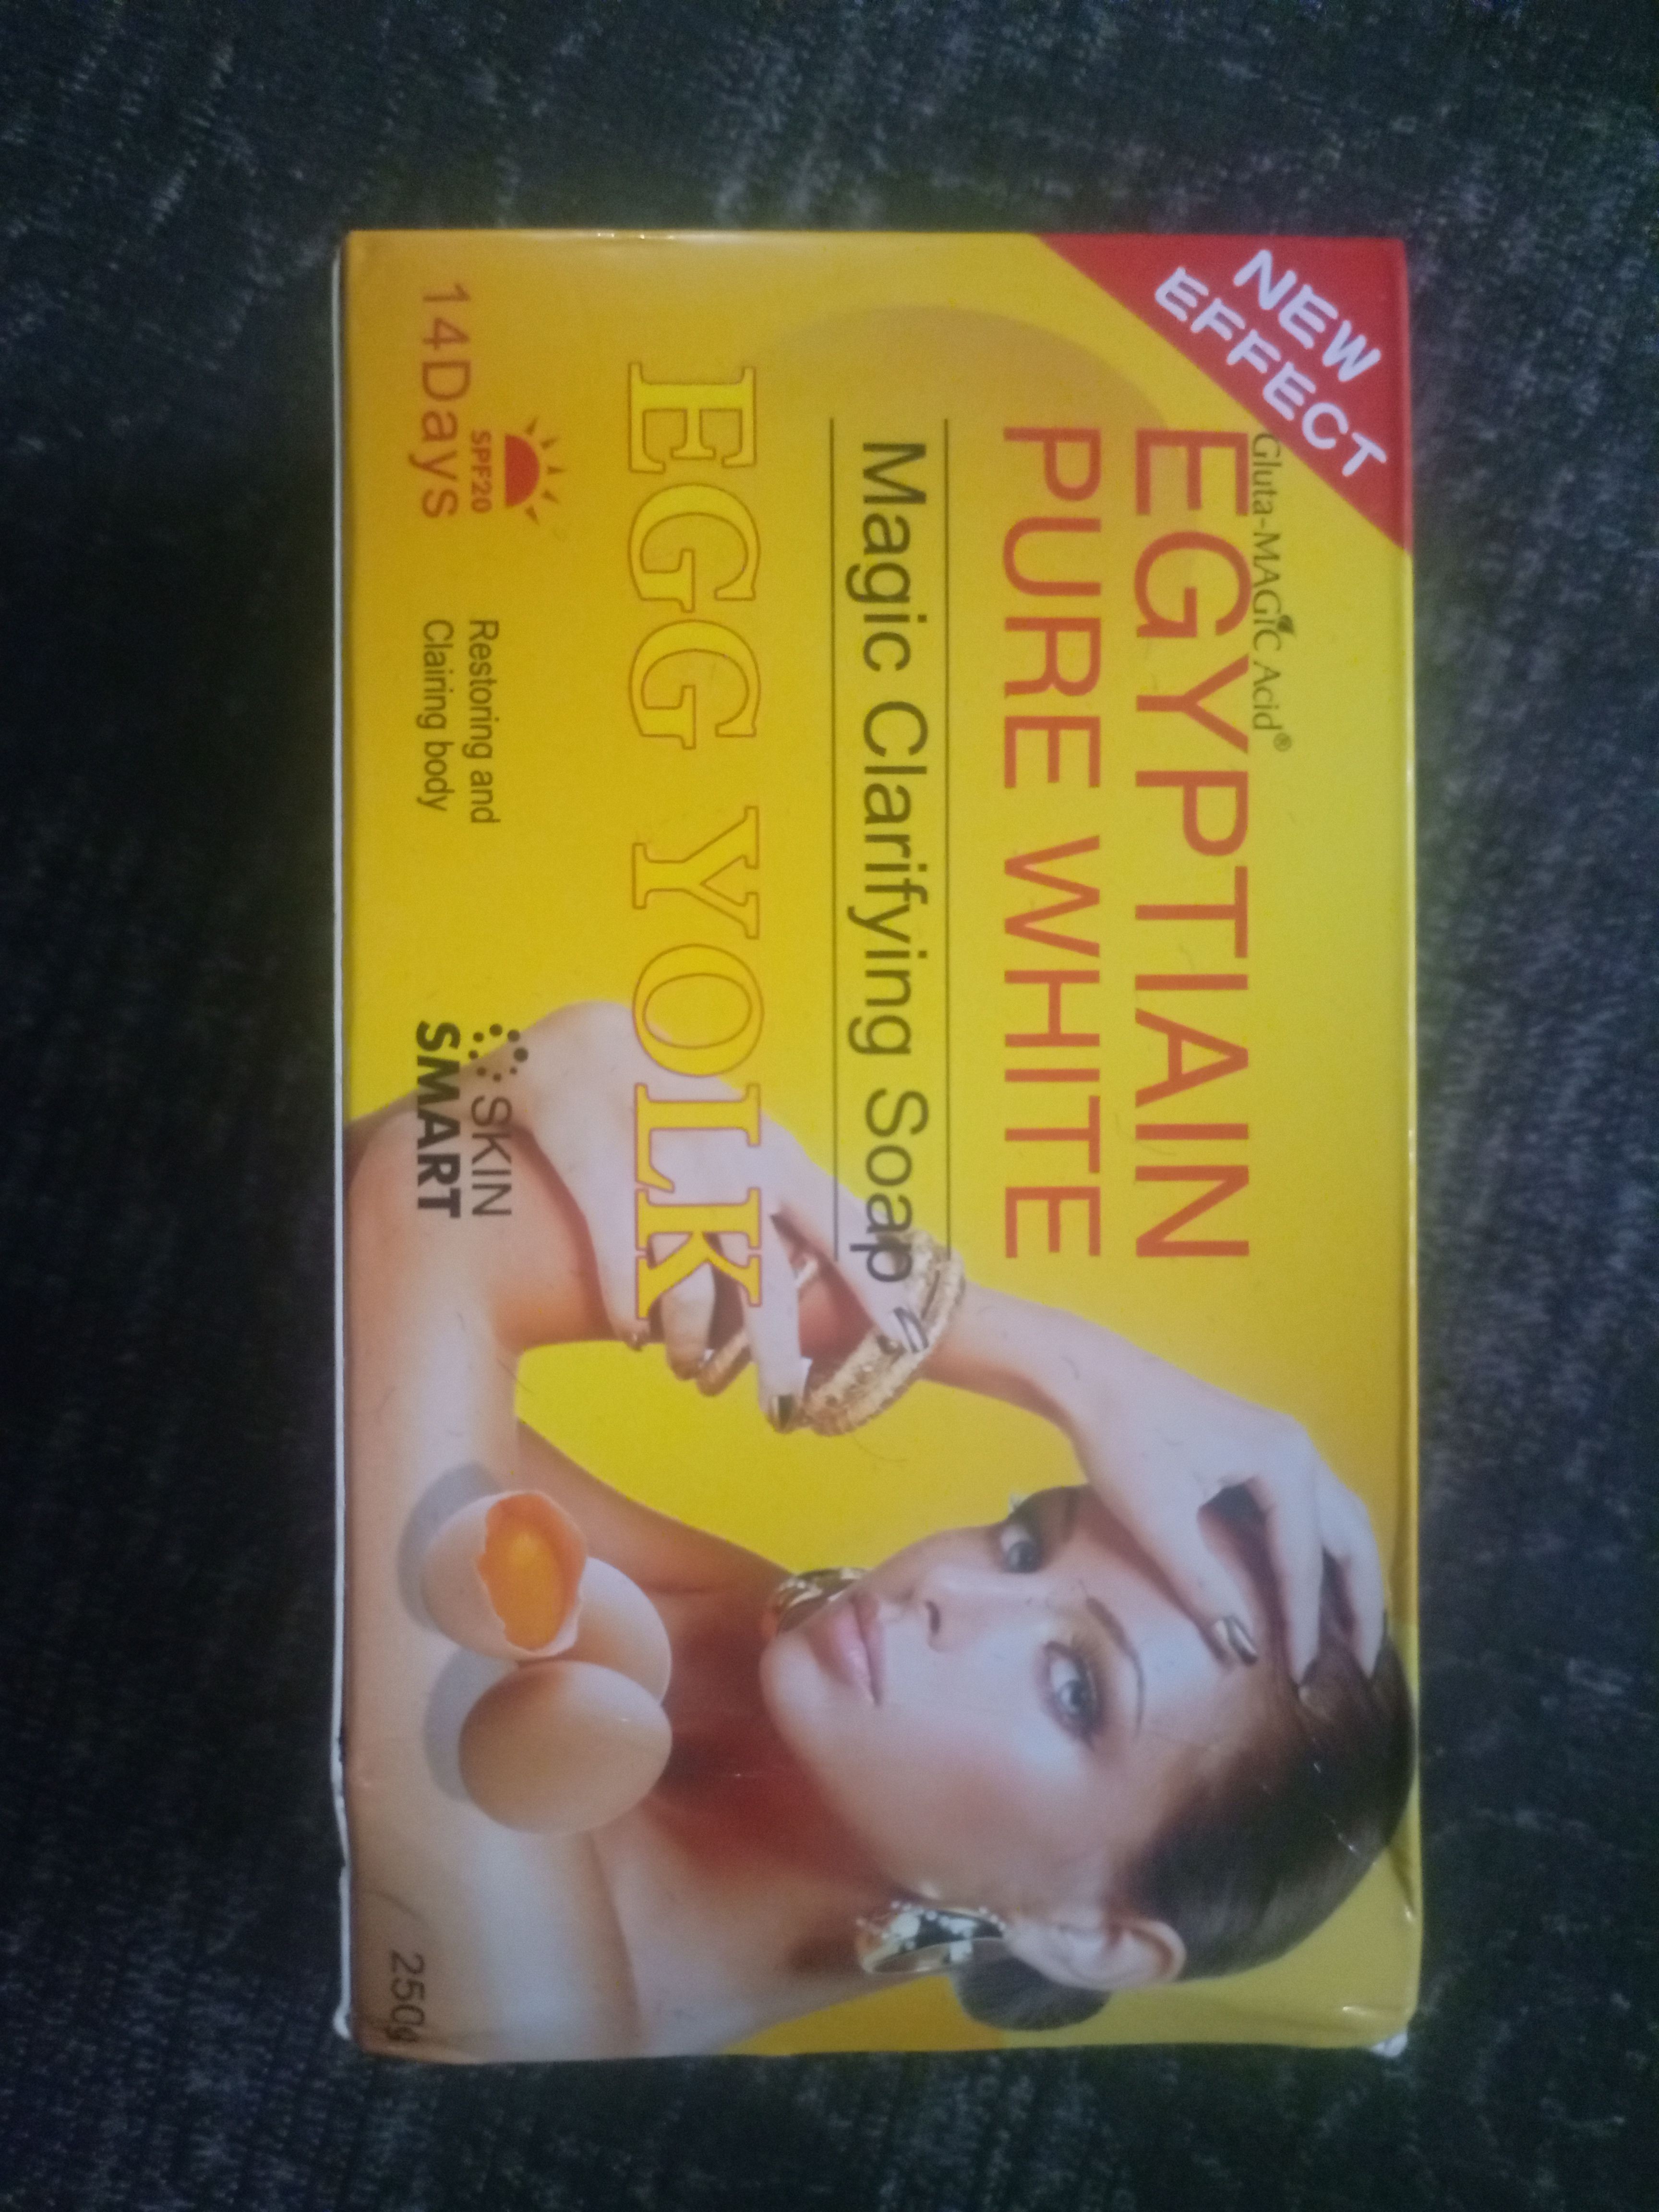 NEW
EFFECT
Gluta-MAGiC Acid®
EGYPTIAIN
PURE WHITE
Magic Clarifying Soap
EGG YOLK
SPF20
14Days
Restoring and
Clairing body
SKIN
SMART
250g